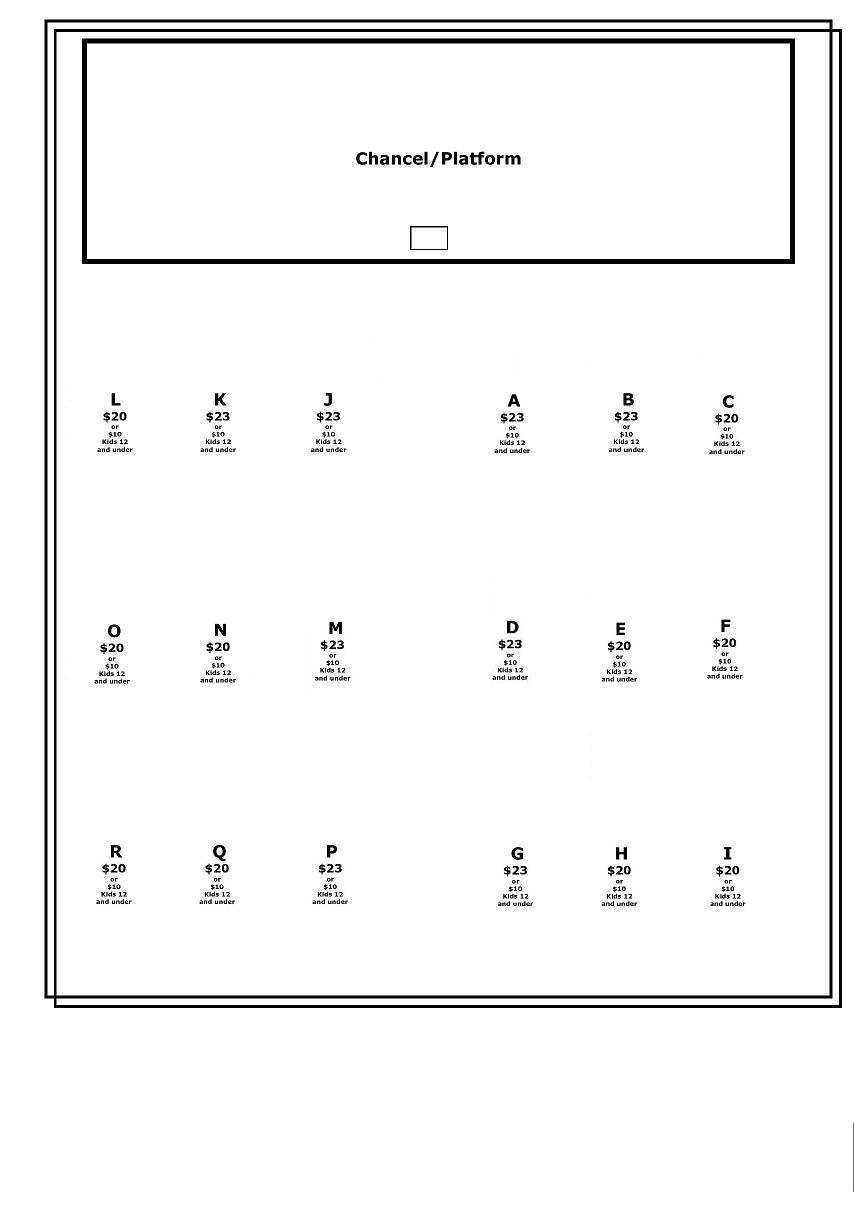 Chancel/Platform
L K J A B C
$20 $23 $23 $23 $23 $20
or or or or or or
$10 $10 $10 $10 $10 $10
Kids 12 Kids 12 Kids 12 Kids 12 Kids 12 Kids 12
and under and under and under and under and under and under
O N M D E F
$20 $20 $23 $23 $20 $20
or or or or or or
$10 $10 $10 $10 $10 $10
Kids 12 Kids 12 Kids 12 Kids 12 Kids 12 Kids 12
and under and under and under and under and under and under
R Q P G H I
$20 $20 $23 $23 $20 $20
or or or or or or
$10 $10 $10 $10 $10 $10
Kids 12 Kids 12 Kids 12 Kids 12 Kids 12 Kids 12
and under and under and under and under and under and under